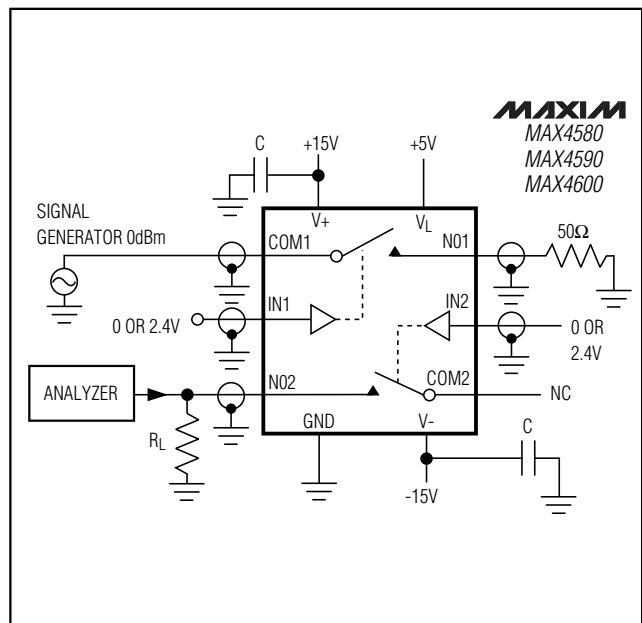 MAXIM
MAX4580
MAX4590
MAX4600
C
+15V
+5V
SIGNAL
GENERATOR 0dBm
V+
VL
COM1
N01
50Ω
IN1
IN2
0 OR 2.4V
0 OR
2.4V
ANALYZER
N02
COM2
NC
RL
GND
V-
C
-15V